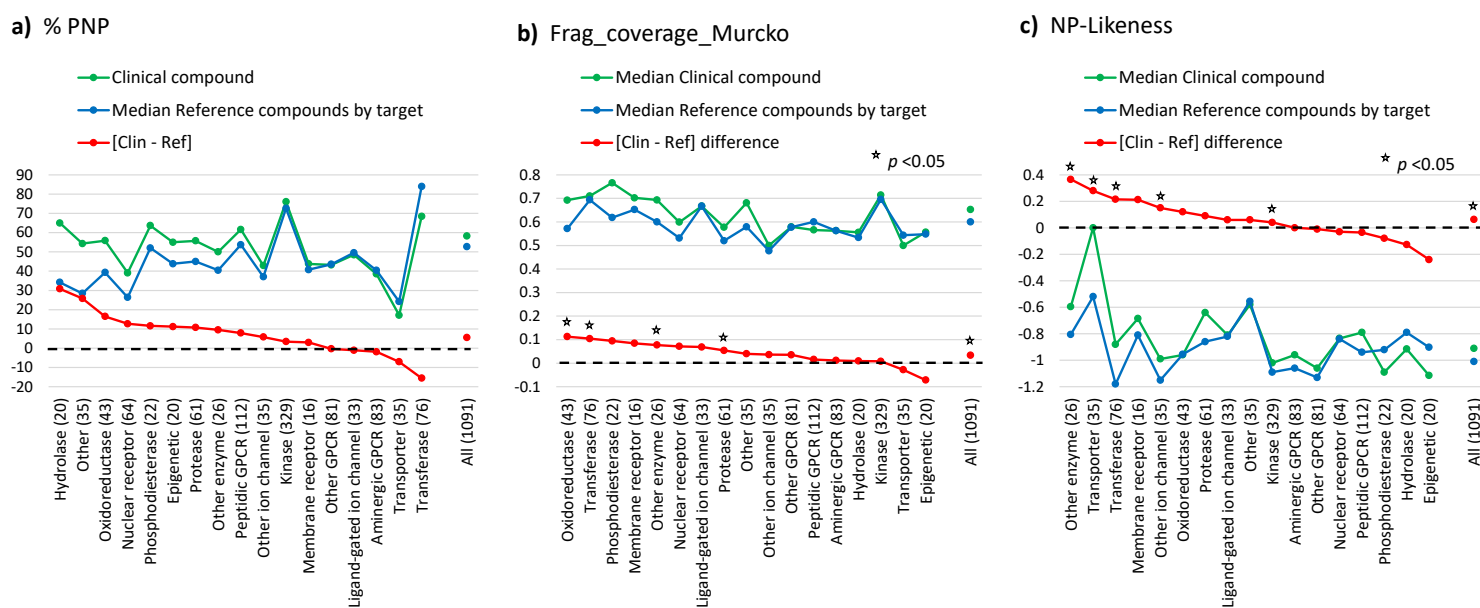 a) % PNP
Clinical compound
Median Reference compounds by target
[Clin - Ref]
90
80
70
60
50
40
30
20
10
0
-10
-20
Hydrolase (20)
Other (35)
Oxidoreductase (43)
Nuclear receptor (64)
Phosphodiesterase (22)
Epigenetic (20)
Protease (61)
Other enzyme (26)
Peptidic GPCR (112)
Other ion channel (35)
Kinase (329)
Membrane receptor (16)
Other GPCR (81)
Ligand-gated ion channel (33)
Aminergic GPCR (83)
Transporter (35)
Transferase (76)
All (1091)
b) Frag_coverage_Murcko
Median Clinical compound
Median Reference compounds by target
[Clin - Ref] difference
p <0.05
0.8
0.7
0.6
0.5
0.4
0.3
0.2
0.1
0
-0.1
Oxidoreductase (43)
Transferase (76)
Phosphodiesterase (22)
Membrane receptor (16)
Other enzyme (26)
Nuclear receptor (64)
Ligand-gated ion channel (33)
Protease (61)
Other (35)
Other ion channel (35)
Other GPCR (81)
Peptidic GPCR (112)
Aminergic GPCR (83)
Hydrolase (20)
Kinase (329)
Transporter (35)
Epigenetic (20)
All (1091)
c) NP-Likeness
Median Clinical compound
Median Reference compounds by target
[Clin - Ref] difference
p <0.05
0.4
0.2
0
-0.2
-0.4
-0.6
-0.8
-1
-1.2
Other enzyme (26)
Transporter (35)
Transferase (76)
Membrane receptor (16)
Other ion channel (35)
Oxidoreductase (43)
Protease (61)
Ligand-gated ion channel (33)
Other (35)
Kinase (329)
Aminergic GPCR (83)
Other GPCR (81)
Nuclear receptor (64)
Peptidic GPCR (112)
Phosphodiesterase (22)
Hydrolase (20)
Epigenetic (20)
All (1091)